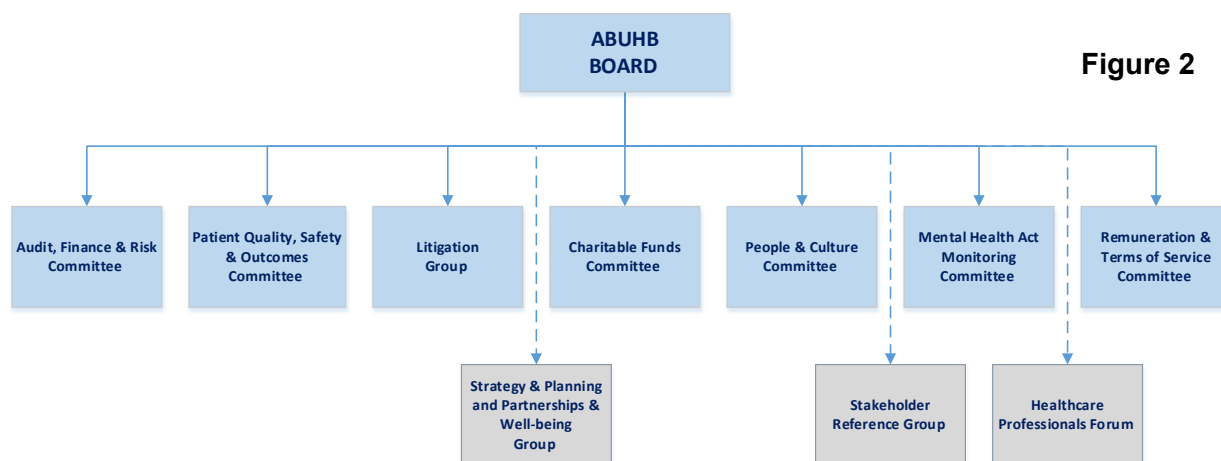 ABUHB
BOARD
Figure 2
Audit, Finance & Risk
Committee
Patient Quality, Safety
& Outcomes
Committee
Litigation
Group
Charitable Funds
Committee
People & Culture
Committee
Mental Health Act
Monitoring
Committee
Remuneration &
Terms of Service
Committee
Strategy & Planning
and Partnerships &
Well-being
Group
Stakeholder
Reference Group
Healthcare
Professionals Forum